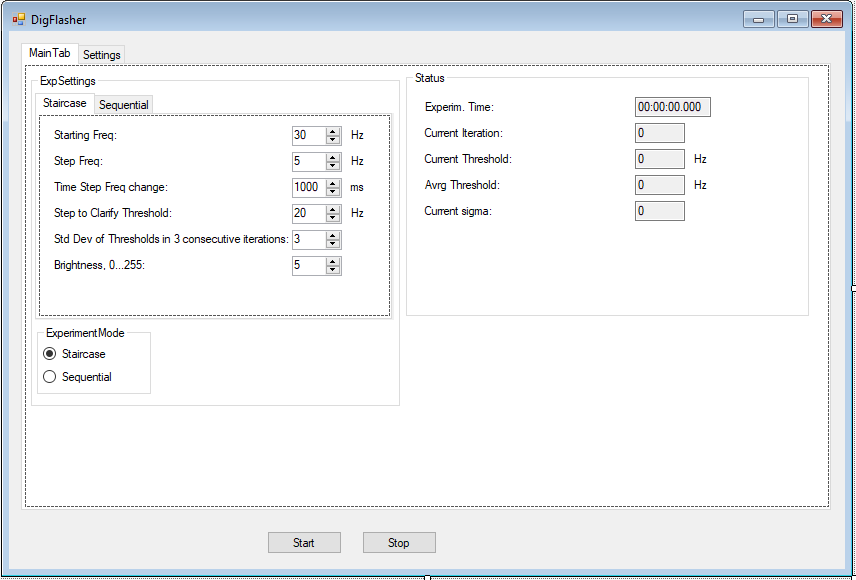 DigFlasher
MainTab Settings
ExpSettings
Staircase Sequential
Starting Freq: 30 Hz
Step Freq: 5 Hz
Time Step Freq change: 1000 ms
Step to Clarify Threshold: 20 Hz
Std Dev of Thresholds in 3 consecutive iterations: 3
Brightness, 0...255: 5
ExperimentMode
Staircase
Sequential
Status
Experim. Time: 00:00:00.000
Current Iteration: 0
Current Threshold: 0 Hz
Avrg Threshold: 0 Hz
Current sigma: 0
Start Stop